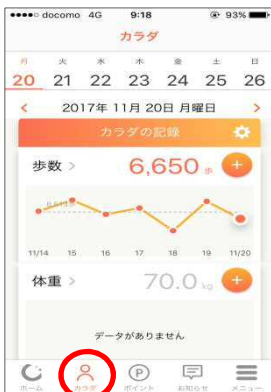 docomo 4G 9:18 93%
カラダ
月 火 水 木 金 土 日
20 21 22 23 24 25 26
< 2017年 11月 20日 月曜日 >
カラダの記録
歩数 > 6,650 歩 +
11/14 15 16 17 18 19 11/20
体重 > 70.0 kg +
データがありません
ホーム カラダ ポイント お知らせ メニュー